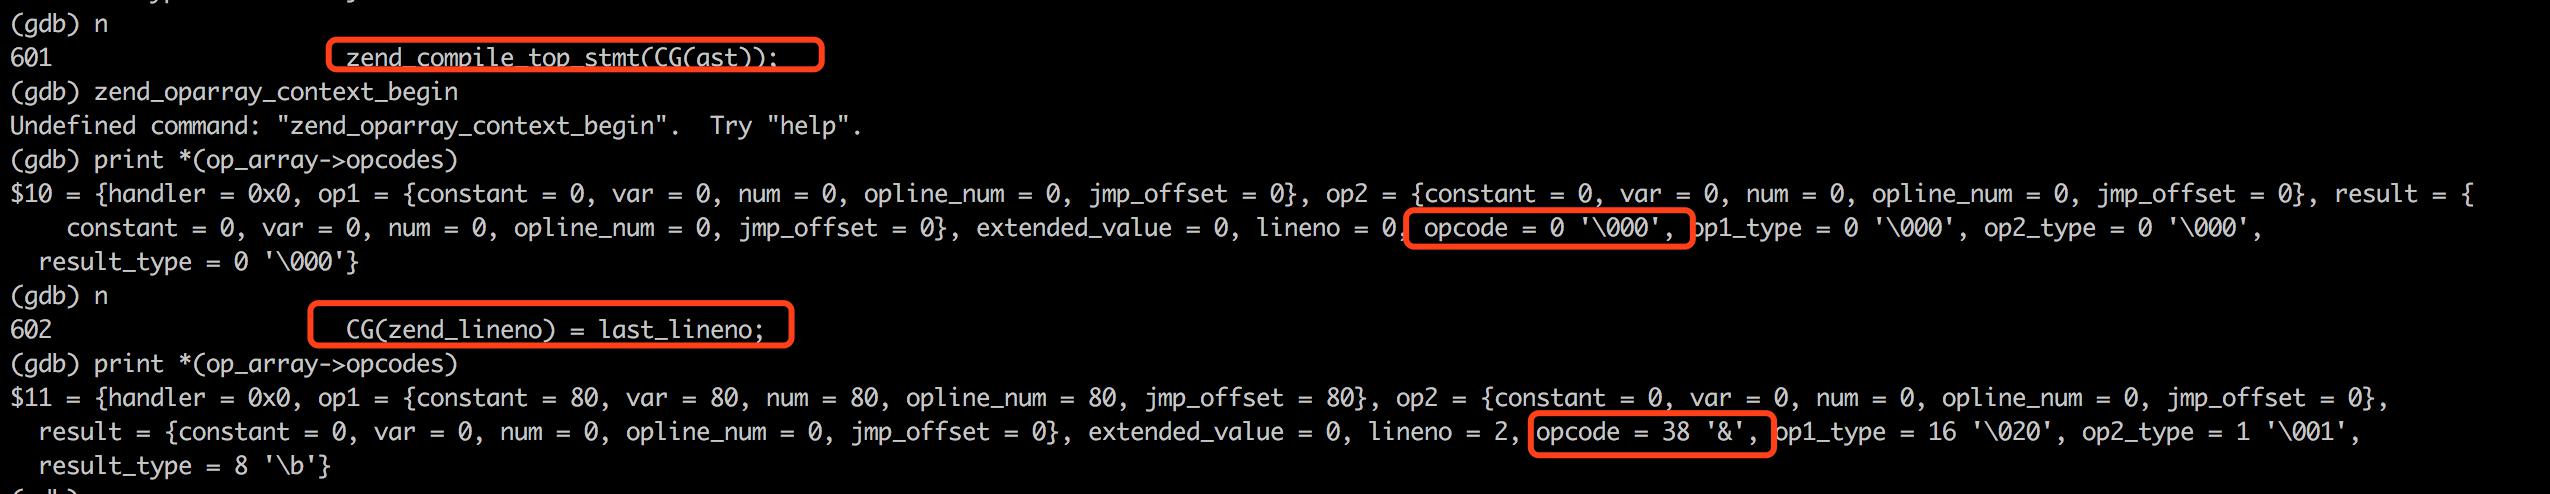 (gdb) n
601 zend_compile_top_stmt(CG(ast));
(gdb) zend_oparray_context_begin
Undefined command: "zend_oparray_context_begin". Try "help".
(gdb) print *(op_array->opcodes)
$10 = {handler = 0x0, op1 = {constant = 0, var = 0, num = 0, opline_num = 0, jmp_offset = 0}, op2 = {constant = 0, var = 0, num = 0, opline_num = 0, jmp_offset = 0}, result = {
constant = 0, var = 0, num = 0, opline_num = 0, jmp_offset = 0}, extended_value = 0, lineno = 0, opcode = 0 '\000', op1_type = 0 '\000', op2_type = 0 '\000',
result_type = 0 '\000'}
(gdb) n
602 CG(zend_lineno) = last_lineno;
(gdb) print *(op_array->opcodes)
$11 = {handler = 0x0, op1 = {constant = 80, var = 80, num = 80, opline_num = 80, jmp_offset = 80}, op2 = {constant = 0, var = 0, num = 0, opline_num = 0, jmp_offset = 0},
result = {constant = 0, var = 0, num = 0, opline_num = 0, jmp_offset = 0}, extended_value = 0, lineno = 2, opcode = 38 '&', op1_type = 16 '\020', op2_type = 1 '\001',
result_type = 8 '\b'}